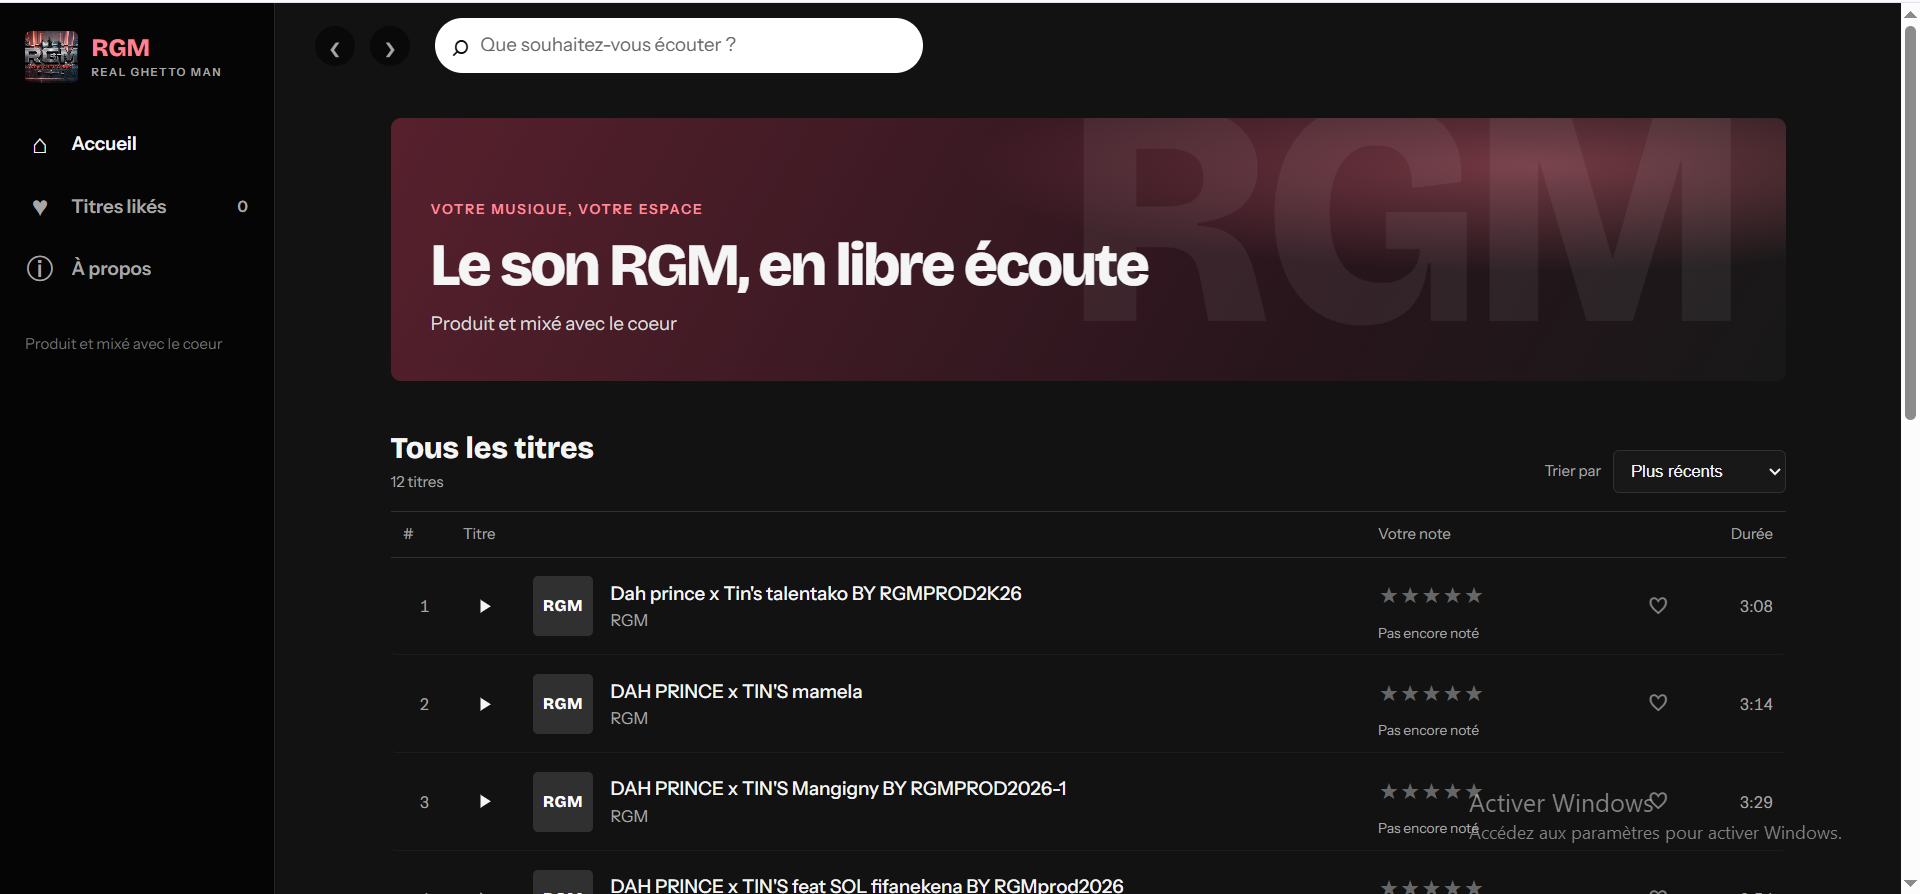 RGM
REAL GHETTO MAN
Que souhaitez-vous écouter ?
Accueil
Titres likés 0
À propos
Produit et mixé avec le coeur
RGM
VOTRE MUSIQUE, VOTRE ESPACE
Le son RGM, en libre écoute
Produit et mixé avec le coeur
Tous les titres
12 titres
Trier par Plus récents
# Titre Votre note Durée
1 RGM Dah prince x Tin's talentako BY RGMPROD2K26 3:08
RGM
Pas encore noté
2 RGM DAH PRINCE x TIN'S mamela 3:14
RGM
Pas encore noté
3 RGM DAH PRINCE x TIN'S Mangigny BY RGMPROD2026-1 3:29
RGM
Pas encore noté
Activer Windows
Accédez aux paramètres pour activer Windows.
DAH PRINCE x TIN'S feat SOL fifanekena BY RGMprod2026